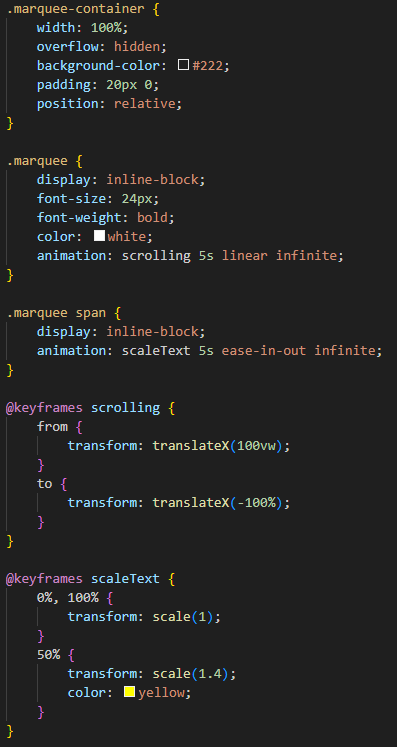 .marquee-container {
    width: 100%;
    overflow: hidden;
    background-color: #222;
    padding: 20px 0;
    position: relative;
}

.marquee {
    display: inline-block;
    font-size: 24px;
    font-weight: bold;
    color: white;
    animation: scrolling 5s linear infinite;
}

.marquee span {
    display: inline-block;
    animation: scaleText 5s ease-in-out infinite;
}

@keyframes scrolling {
    from {
        transform: translateX(100vw);
    }
    to {
        transform: translateX(-100%);
    }
}

@keyframes scaleText {
    0%, 100% {
        transform: scale(1);
    }
    50% {
        transform: scale(1.4);
        color: yellow;
    }
}